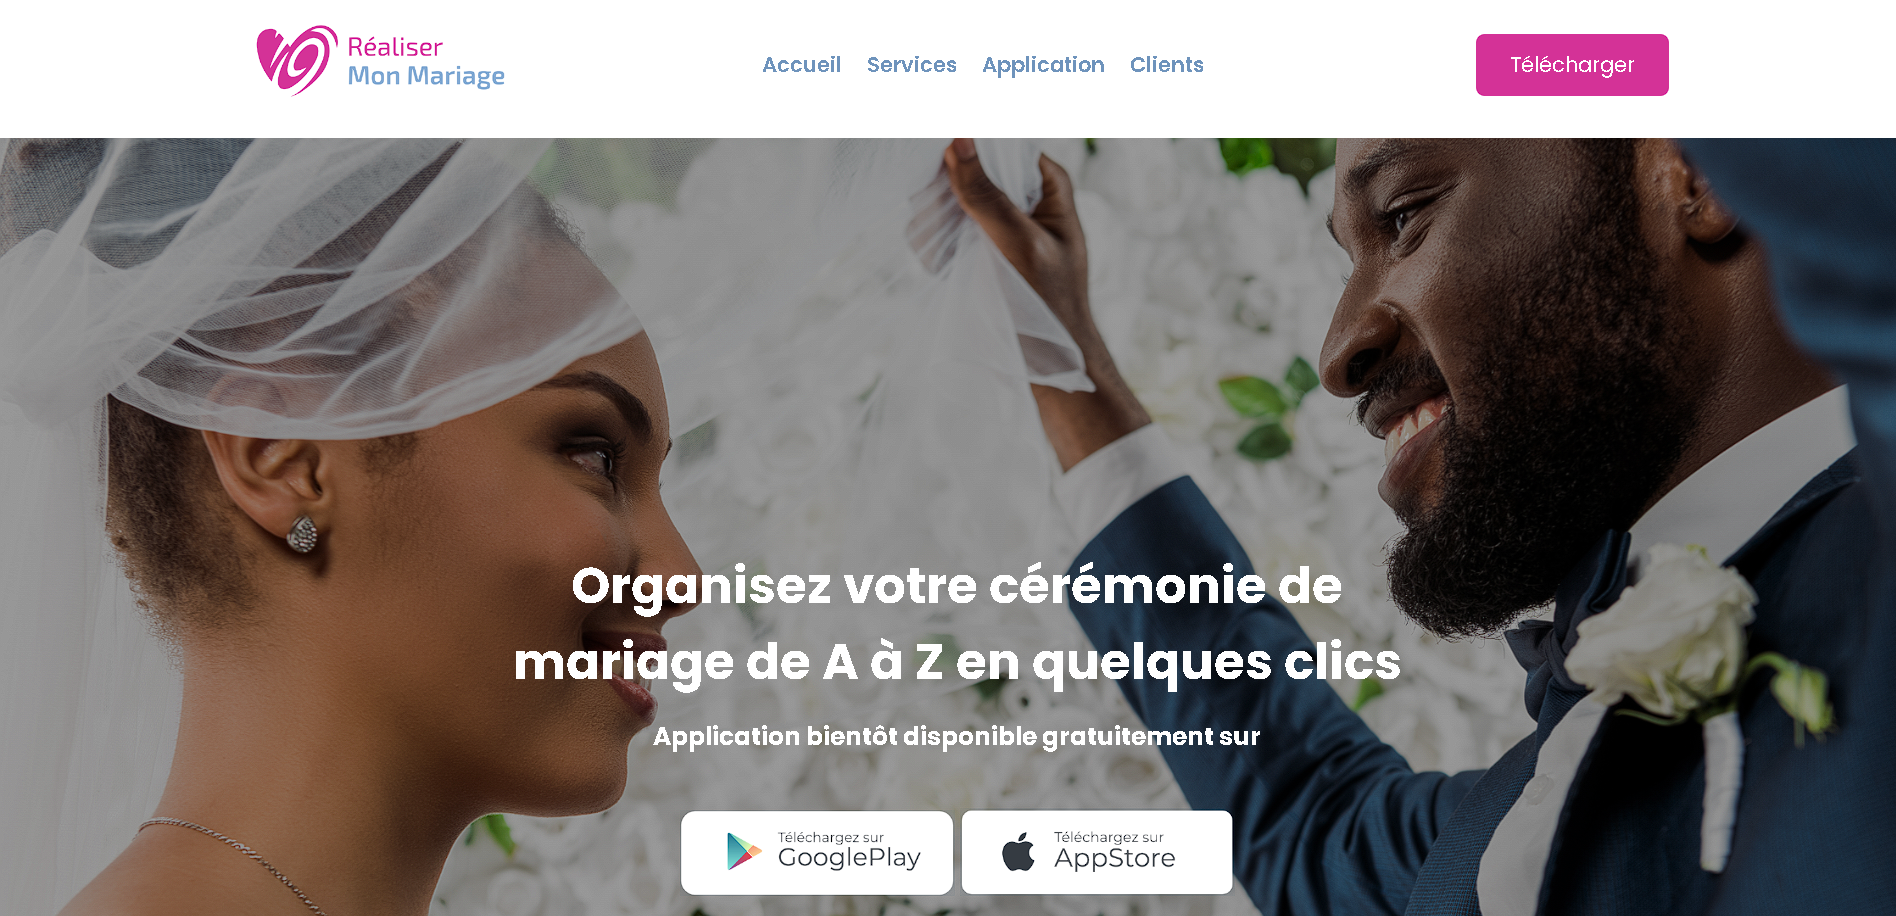 Réaliser
Mon Mariage
Accueil Services Application Clients
Télécharger
Organisez votre cérémonie de
mariage de A à Z en quelques clics
Application bientôt disponible gratuitement sur
Téléchargez sur
GooglePlay
Téléchargez sur
AppStore